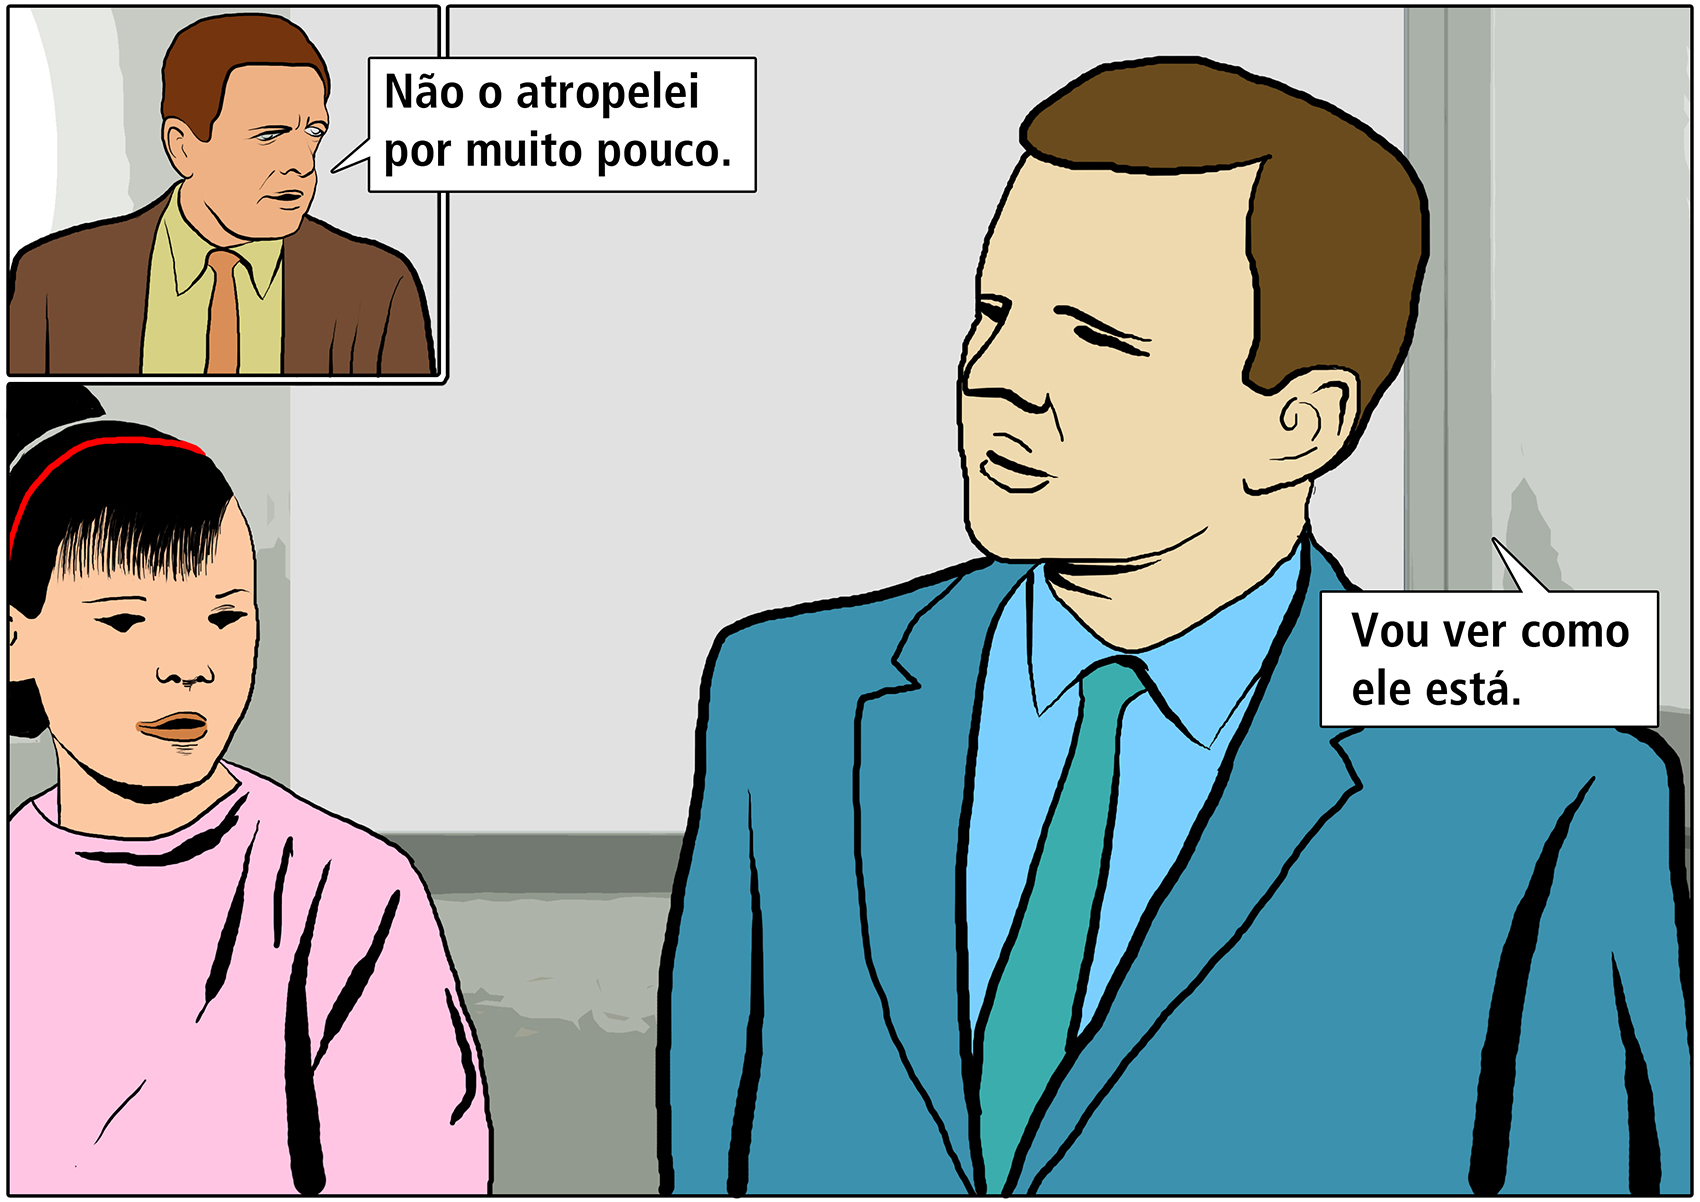 Não o atropelei
por muito pouco.
Vou ver como
ele está.